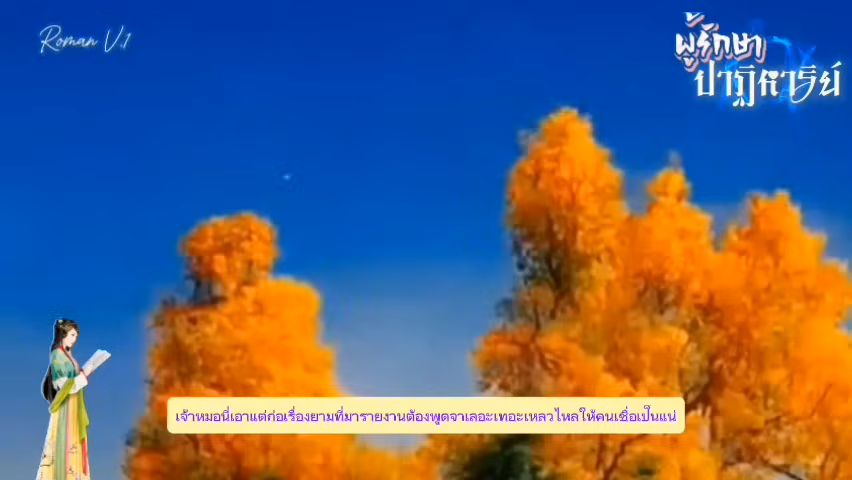 Roman V.1
ผู้รักษา
ปาฏิหาริย์
เจ้าหมอนี่เอาแต่ก่อเรื่องยามที่มารายงานต้องพูดจาเลอะเทอะเหลวไหลให้คนเชื่อเป็นแน่